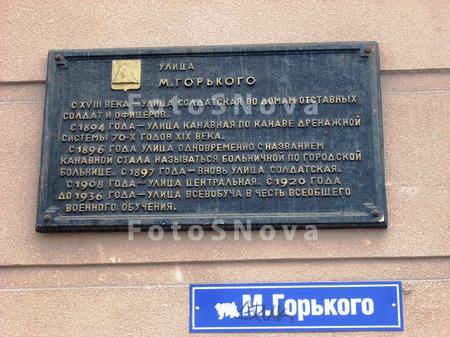 УЛИЦА
М.ГОРЬКОГО
С XVIII ВЕКА – УЛИЦА СОЛДАТСКАЯ ПО ДОМАМ ОТСТАВНЫХ
СОЛДАТ И ОФИЦЕРОВ.
С 1894 ГОДА – УЛИЦА КАНАВНАЯ ПО КАНАВЕ ДРЕНАЖНОЙ
СИСТЕМЫ 70-Х ГОДОВ XIX ВЕКА.
С 1896 ГОДА УЛИЦА ОДНОВРЕМЕННО С НАЗВАНИЕМ
КАНАВНОЙ СТАЛА НАЗЫВАТЬСЯ БОЛЬНИЧНОЙ ПО ГОРОДСКОЙ
БОЛЬНИЦЕ. С 1897 ГОДА – ВНОВЬ УЛИЦА СОЛДАТСКАЯ.
С 1908 ГОДА – УЛИЦА ЦЕНТРАЛЬНАЯ. С 1920 ГОДА
ДО 1936 ГОДА – УЛИЦА ВСЕВОБУЧА В ЧЕСТЬ ВСЕОБЩЕГО
ВОЕННОГО ОБУЧЕНИЯ.
FotoSNova
FotoSNova
ул. М.Горького